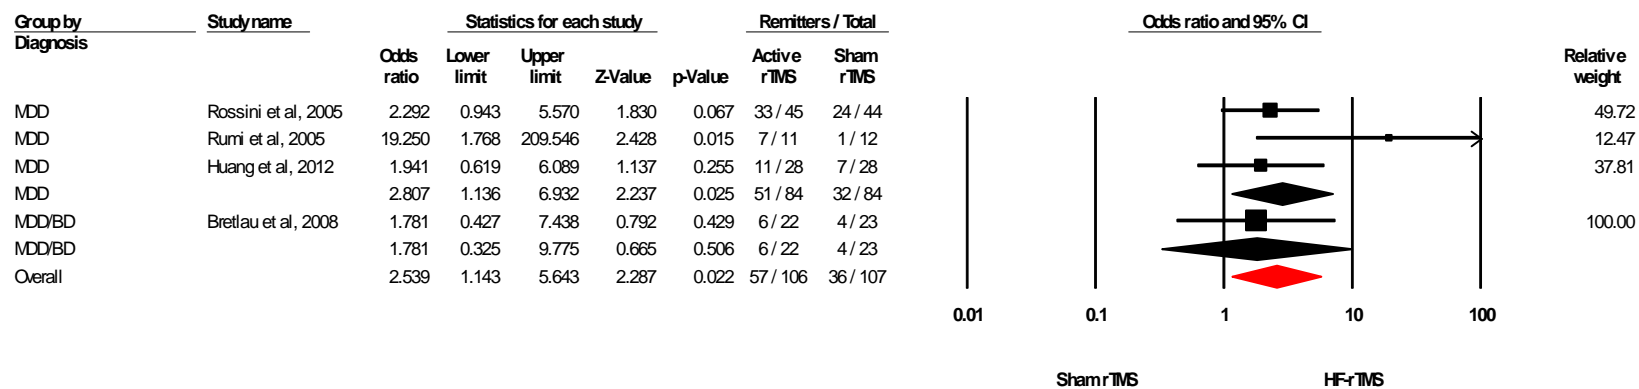 Group by Study name Statistics for each study Remitters / Total Odds ratio and 95% CI
Diagnosis
Odds Lower Upper Active Sham Relative
ratio limit limit Z-Value p-Value rTMS rTMS weight
MDD Rossini et al, 2005 2.292 0.943 5.570 1.830 0.067 33 / 45 24 / 44 49.72
MDD Rumi et al, 2005 19.250 1.768 209.546 2.428 0.015 7 / 11 1 / 12 12.47
MDD Huang et al, 2012 1.941 0.619 6.089 1.137 0.255 11 / 28 7 / 28 37.81
MDD 2.807 1.136 6.932 2.237 0.025 51 / 84 32 / 84
MDD/BD Bretlau et al, 2008 1.781 0.427 7.438 0.792 0.429 6 / 22 4 / 23 100.00
MDD/BD 1.781 0.325 9.775 0.665 0.506 6 / 22 4 / 23
Overall 2.539 1.143 5.643 2.287 0.022 57 / 106 36 / 107
0.01 0.1 1 10 100
Sham rTMS HF-rTMS